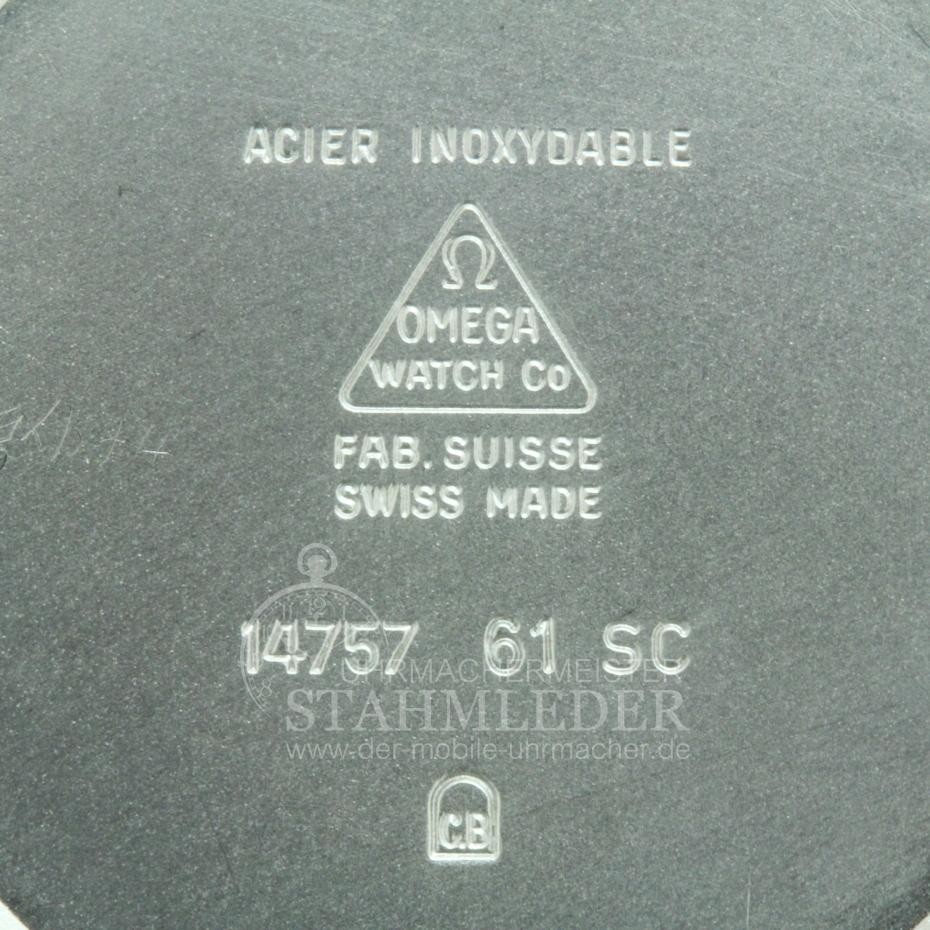 ACIER INOXYDABLE
Ω
OMEGA
WATCH Co
FAB. SUISSE
SWISS MADE
14757 61 SC
UHRMACHERMEISTER
STAHMLEDER
www.der-mobile-uhrmacher.de
C.B